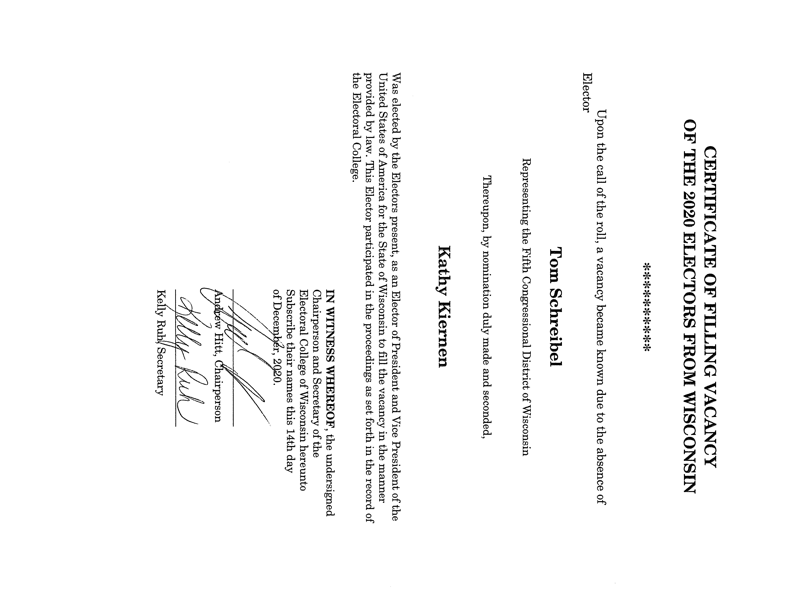 CERTIFICATE OF FILLING VACANCY
OF THE 2020 ELECTORS FROM WISCONSIN
**********
Upon the call of the roll, a vacancy became known due to the absence of
Elector
Tom Schreibel
Representing the Fifth Congressional District of Wisconsin
Thereupon, by nomination duly made and seconded,
Kathy Kiernen
Was elected by the Electors present, as an Elector of President and Vice President of the
United States of America for the State of Wisconsin to fill the vacancy in the manner
provided by law. This Elector participated in the proceedings as set forth in the record of
the Electoral College.
IN WITNESS WHEREOF, the undersigned
Chairperson and Secretary of the
Electoral College of Wisconsin hereunto
Subscribe their names this 14th day
of December, 2020.
Andrew Hitt, Chairperson
Kelly Ruh
Kelly Ruh, Secretary